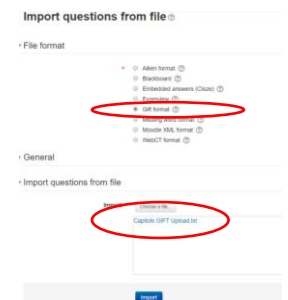 Import questions from file
File format
Aiken format
Blackboard
Embedded answers (Cloze)
Examview
Gift format
Missing word format
Moodle XML format
WebCT format
General
Import questions from file
Import
Choose a file...
Capitols GIFT Upload.txt
Import